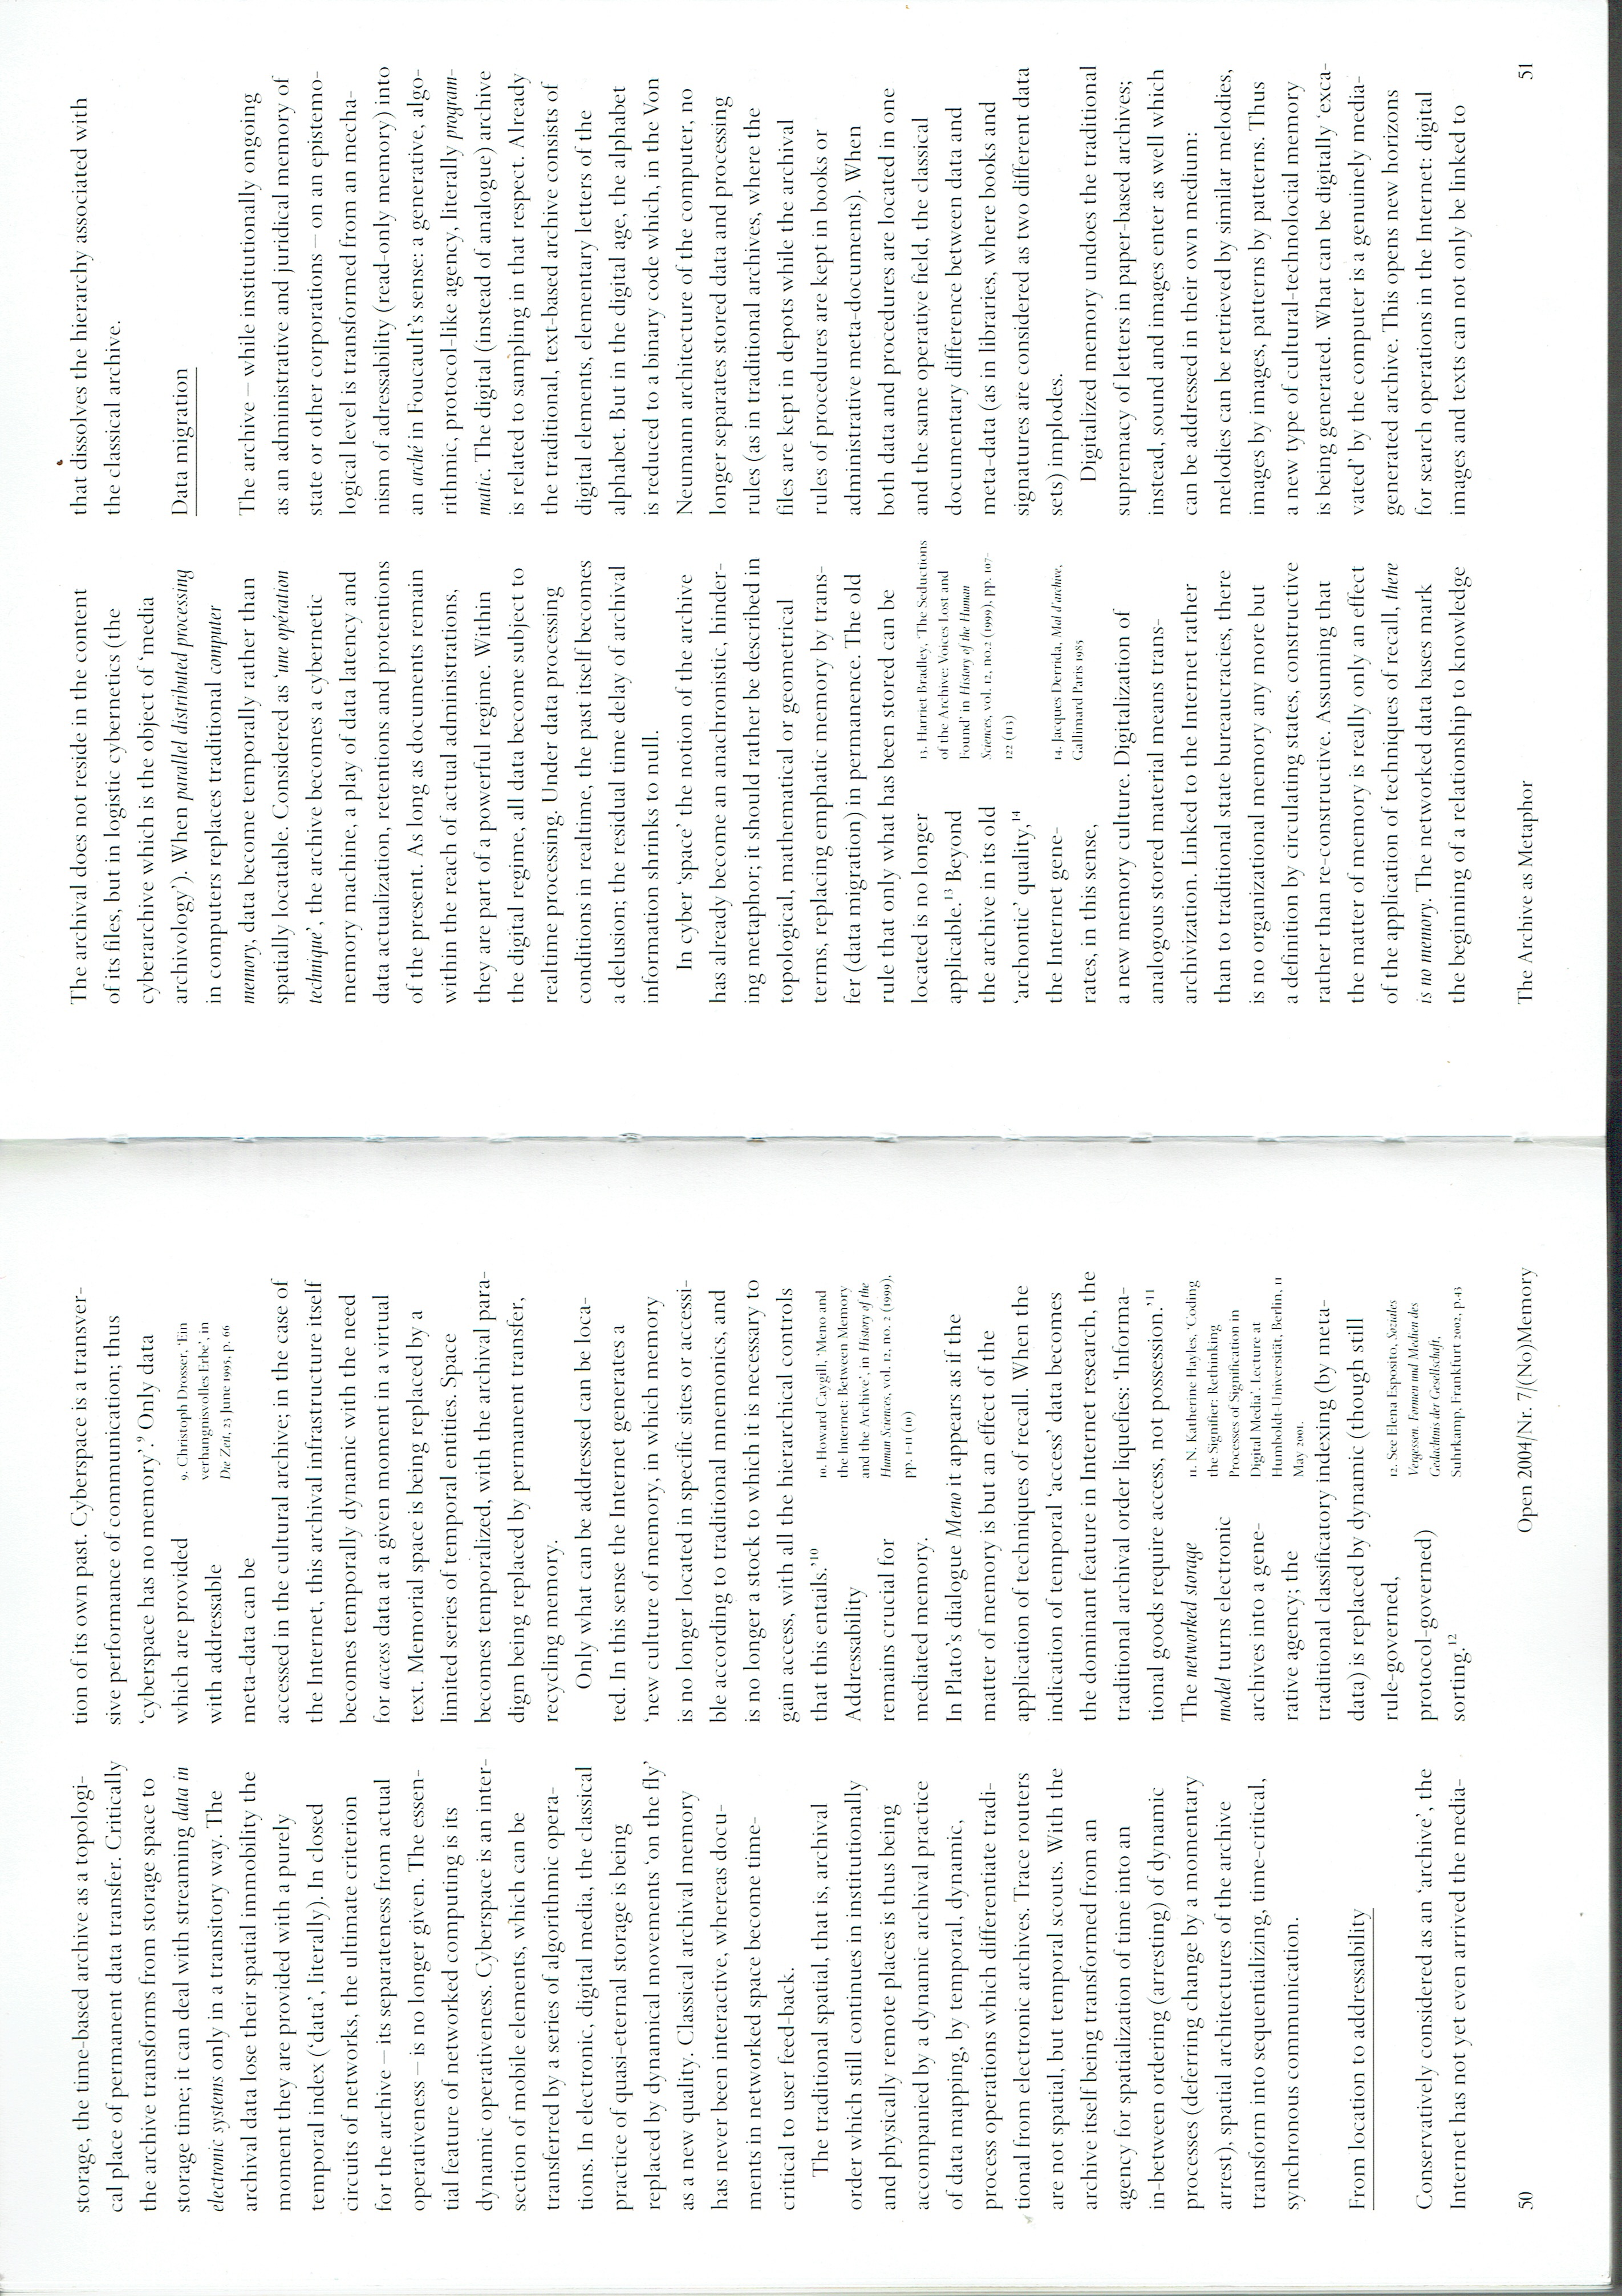 storage, the time-based archive as a topologi-
cal place of permanent data transfer. Critically
the archive transforms from storage space to
storage time; it can deal with streaming data in
electronic systems only in a transitory way. The
archival data lose their spatial immobility the
moment they are provided with a purely
temporal index (‘data’, literally). In closed
circuits of networks, the ultimate criterion
for the archive – its separateness from actual
operativeness – is no longer given. The essen-
tial feature of networked computing is its
dynamic operativeness. Cyberspace is an inter-
section of mobile elements, which can be
transferred by a series of algorithmic opera-
tions. In electronic, digital media, the classical
practice of quasi-eternal storage is being
replaced by dynamical movements ‘on the fly’
as a new quality. Classical archival memory
has never been interactive, whereas docu-
ments in networked space become time-
critical to user feed-back.
The traditional spatial, that is, archival
order which still continues in institutionally
and physically remote places is thus being
accompanied by a dynamic archival practice
of data mapping, by temporal, dynamic,
process operations which differentiate tradi-
tional from electronic archives. Trace routers
are not spatial, but temporal scouts. With the
archive itself being transformed from an
agency for spatialization of time into an
in-between ordering (arresting) of dynamic
processes (deferring change by a momentary
arrest), spatial architectures of the archive
transform into sequentializing, time-critical,
synchronous communication.
From location to addressability
Conservatively considered as an ‘archive’, the
Internet has not yet even arrived the media-
50
tion of its own past. Cyberspace is a transver-
sive performance of communication; thus
‘cyberspace has no memory’.9 Only data
which are provided
with addressable
meta-data can be
9. Christoph Drosser, ‘Ein
verhangnisvolles Erbe’, in
Die Zeit, 23 June 1995, p. 66
accessed in the cultural archive; in the case of
the Internet, this archival infrastructure itself
becomes temporally dynamic with the need
for access data at a given moment in a virtual
text. Memorial space is being replaced by a
limited series of temporal entities. Space
becomes temporalized, with the archival para-
digm being replaced by permanent transfer,
recycling memory.
Only what can be addressed can be loca-
ted. In this sense the Internet generates a
‘new culture of memory, in which memory
is no longer located in specific sites or accessi-
ble according to traditional mnemonics, and
is no longer a stock to which it is necessary to
gain access, with all the hierarchical controls
that this entails.’10
Addressability
remains crucial for
mediated memory.
10. Howard Caygill, ‘Meno and
the Internet: Between Memory
and the Archive’, in History of the
Human Sciences, vol. 12, no. 2 (1999),
pp. 1-11 (10)
In Plato’s dialogue Meno it appears as if the
matter of memory is but an effect of the
application of techniques of recall. When the
indication of temporal ‘access’ data becomes
the dominant feature in Internet research, the
traditional archival order liquefies: ‘Informa-
tional goods require access, not possession.’11
The networked storage
model turns electronic
archives into a gene-
rative agency; the
11. N. Katherine Hayles, ‘Coding
the Signifier: Rethinking
Processes of Signification in
Digital Media’. Lecture at
Humboldt-Universität, Berlin, 11
May 2001.
traditional classificatory indexing (by meta-
data) is replaced by dynamic (though still
rule-governed,
protocol-governed)
sorting.12
12. See Elena Esposito, Soziales
Vergessen. Formen und Medien des
Gedachtnis der Gesellschaft,
Suhrkamp, Frankfurt 2002, p.43
Open 2004/Nr. 7/(No)Memory
The archival does not reside in the content
of its files, but in logistic cybernetics (the
cyberarchive which is the object of ‘media
archivology’). When parallel distributed processing
in computers replaces traditional computer
memory, data become temporally rather than
spatially locatable. Considered as ‘une opération
technique’, the archive becomes a cybernetic
memory machine, a play of data latency and
data actualization, retentions and protentions
of the present. As long as documents remain
within the reach of actual administrations,
they are part of a powerful regime. Within
the digital regime, all data become subject to
realtime processing. Under data processing
conditions in realtime, the past itself becomes
a delusion; the residual time delay of archival
information shrinks to null.
In cyber ‘space’ the notion of the archive
has already become an anachronistic, hinder-
ing metaphor; it should rather be described in
topological, mathematical or geometrical
terms, replacing emphatic memory by trans-
fer (data migration) in permanence. The old
rule that only what has been stored can be
located is no longer
applicable.13 Beyond
the archive in its old
‘archontic’ quality,14
the Internet gene-
rates, in this sense,
13. Harriet Bradley, ‘The Seductions
of the Archive: Voices Lost and
Found’ in History of the Human
Sciences, vol. 12, no.2 (1999), pp. 107-
122 (113)
14. Jacques Derrida, Mal d'archive,
Gallimard Paris 1985
a new memory culture. Digitalization of
analogous stored material means trans-
archivization. Linked to the Internet rather
than to traditional state bureaucracies, there
is no organizational memory any more but
a definition by circulating states, constructive
rather than re-constructive. Assuming that
the matter of memory is really only an effect
of the application of techniques of recall, there
is no memory. The networked data bases mark
the beginning of a relationship to knowledge
The Archive as Metaphor
that dissolves the hierarchy associated with
the classical archive.
Data migration
The archive – while institutionally ongoing
as an administrative and juridical memory of
state or other corporations – on an epistemo-
logical level is transformed from an mecha-
nism of adressability (read-only memory) into
an arché in Foucault’s sense: a generative, algo-
rithmic, protocol-like agency, literally program-
matic. The digital (instead of analogue) archive
is related to sampling in that respect. Already
the traditional, text-based archive consists of
digital elements, elementary letters of the
alphabet. But in the digital age, the alphabet
is reduced to a binary code which, in the Von
Neumann architecture of the computer, no
longer separates stored data and processing
rules (as in traditional archives, where the
files are kept in depots while the archival
rules of procedures are kept in books or
administrative meta-documents). When
both data and procedures are located in one
and the same operative field, the classical
documentary difference between data and
meta-data (as in libraries, where books and
signatures are considered as two different data
sets) implodes.
Digitalized memory undoes the traditional
supremacy of letters in paper-based archives;
instead, sound and images enter as well which
can be addressed in their own medium:
melodies can be retrieved by similar melodies,
images by images, patterns by patterns. Thus
a new type of cultural-technolocial memory
is being generated. What can be digitally ‘exca-
vated’ by the computer is a genuinely media-
generated archive. This opens new horizons
for search operations in the Internet: digital
images and texts can not only be linked to
51